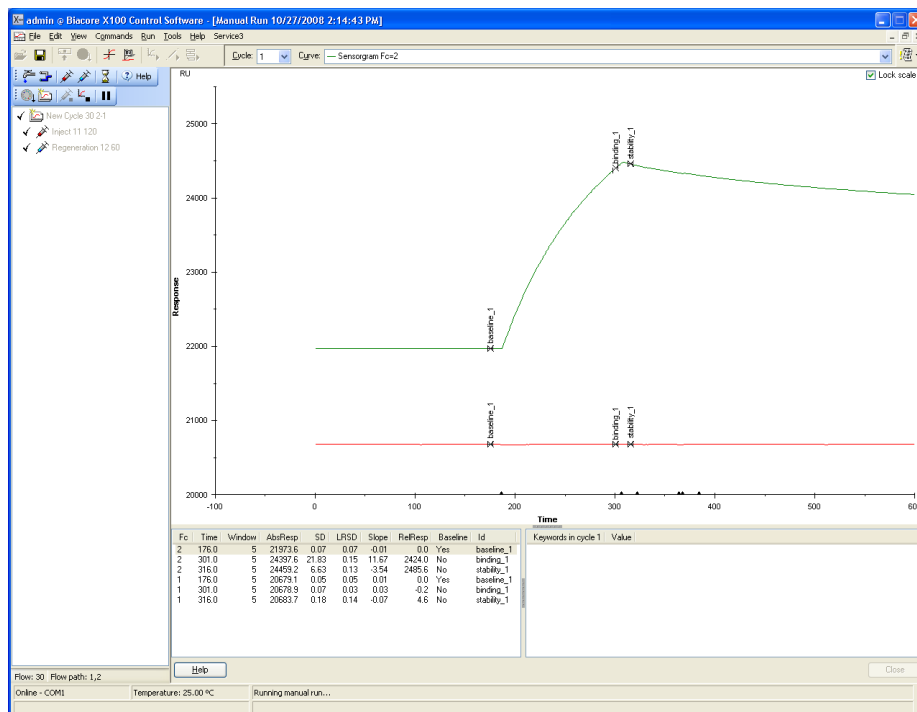 admin @ Biacore X100 Control Software - [Manual Run 10/27/2008 2:14:43 PM]
File Edit View Commands Run Tools Help Service3
Cycle: 1 Curve: Sensorgram Fc=2
Help
New Cycle 30 2-1
Inject 11 120
Regeneration 12 60
RU
Lock scale
25000
24000
23000
22000
21000
20000
Response
baseline_1
binding_1
stability_1
baseline_1
binding_1
stability_1
-100 0 100 200 300 400 500 600
Time
Fc Time Window AbsResp SD LRSD Slope RelResp Baseline Id
2 176.0 5 21973.6 0.07 0.07 -0.01 0.0 Yes baseline_1
2 301.0 5 24397.6 21.83 0.15 11.67 2424.0 No binding_1
2 316.0 5 24459.2 6.63 0.13 -3.54 2485.6 No stability_1
1 176.0 5 20679.1 0.05 0.05 0.01 0.0 Yes baseline_1
1 301.0 5 20678.9 0.07 0.03 0.03 -0.2 No binding_1
1 316.0 5 20683.7 0.18 0.14 -0.07 4.6 No stability_1
Keywords in cycle 1 Value
Help
Close
Flow: 30 Flow path: 1,2
Online - COM1 Temperature: 25.00 ºC Running manual run...